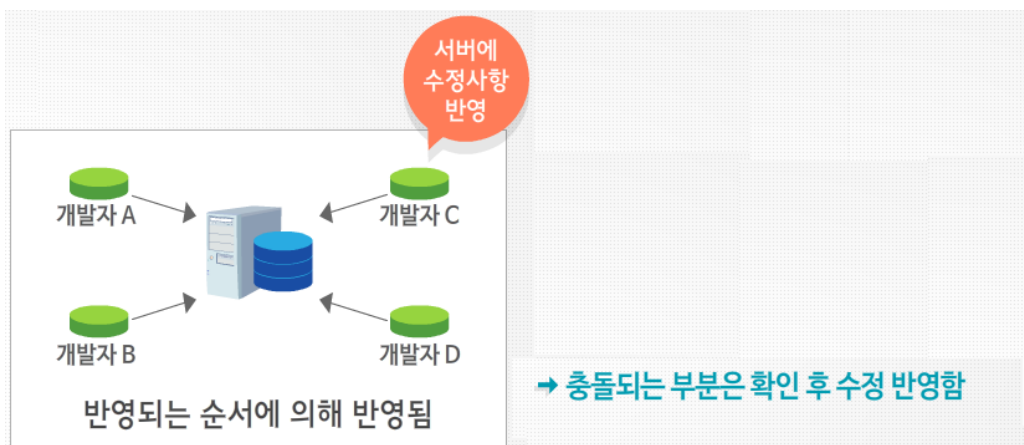 서버에
수정사항
반영
개발자 A
개발자 C
개발자 B
개발자 D
반영되는 순서에 의해 반영됨
→ 충돌되는 부분은 확인 후 수정 반영함